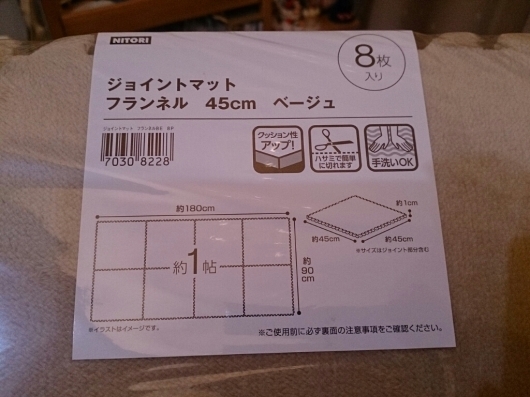 NITORI
8枚
入り
ジョイントマット
フランネル 45cm ベージュ
70308228
クッション性
アップ!
ハサミで簡単
に切れます
手洗いOK
約180cm
約1帖
約
90
cm
約1cm
約45cm
約45cm
※サイズはジョイント部分含む
※イラストはイメージです。
※ご使用前に必ず裏面の注意事項をご確認ください。